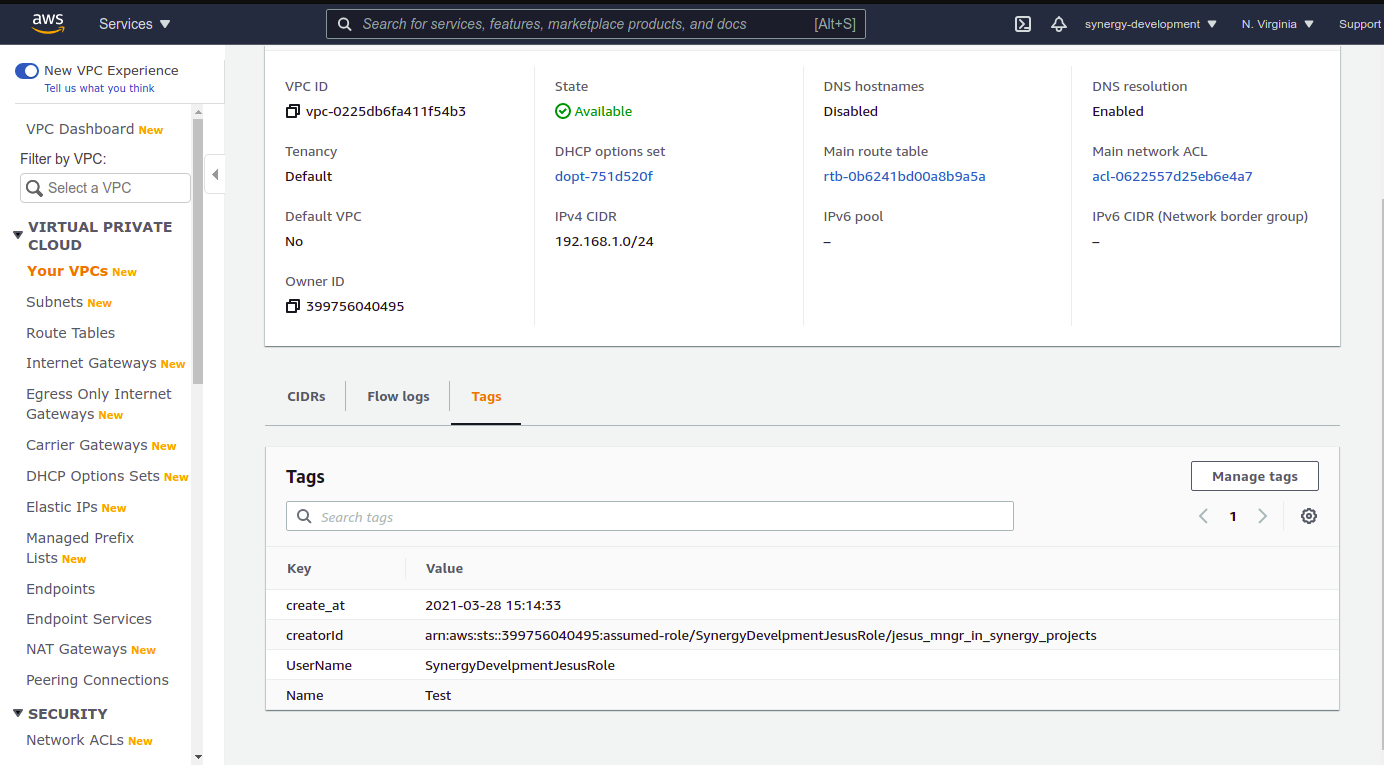 aws
Services
Search for services, features, marketplace products, and docs [Alt+S]
synergy-development
N. Virginia
Support
New VPC Experience
Tell us what you think
VPC Dashboard New
Filter by VPC:
Select a VPC
VIRTUAL PRIVATE
CLOUD
Your VPCs New
Subnets New
Route Tables
Internet Gateways New
Egress Only Internet
Gateways New
Carrier Gateways New
DHCP Options Sets New
Elastic IPs New
Managed Prefix
Lists New
Endpoints
Endpoint Services
NAT Gateways New
Peering Connections
SECURITY
Network ACLs New
VPC ID
vpc-0225db6fa411f54b3
State
Available
DNS hostnames
Disabled
DNS resolution
Enabled
Tenancy
Default
DHCP options set
dopt-751d520f
Main route table
rtb-0b6241bd00a8b9a5a
Main network ACL
acl-0622557d25eb6e4a7
Default VPC
No
IPv4 CIDR
192.168.1.0/24
IPv6 pool
–
IPv6 CIDR (Network border group)
–
Owner ID
399756040495
CIDRs
Flow logs
Tags
Tags
Manage tags
Search tags
1
Key Value
create_at 2021-03-28 15:14:33
creatorId arn:aws:sts::399756040495:assumed-role/SynergyDevelpmentJesusRole/jesus_mngr_in_synergy_projects
UserName SynergyDevelpmentJesusRole
Name Test